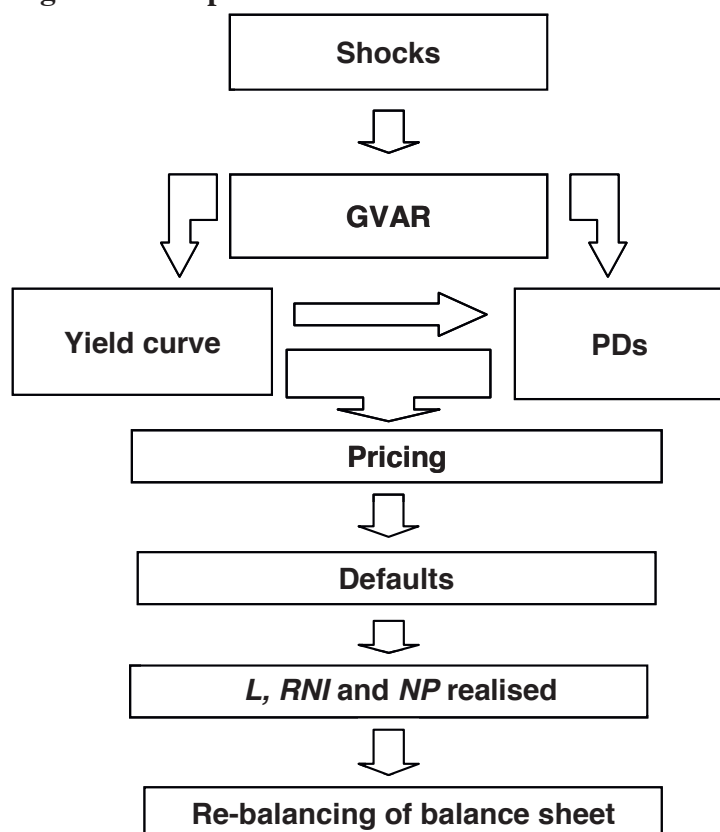 Shocks
GVAR
Yield curve
PDs
Pricing
Defaults
L, RNI and NP realised
Re-balancing of balance sheet